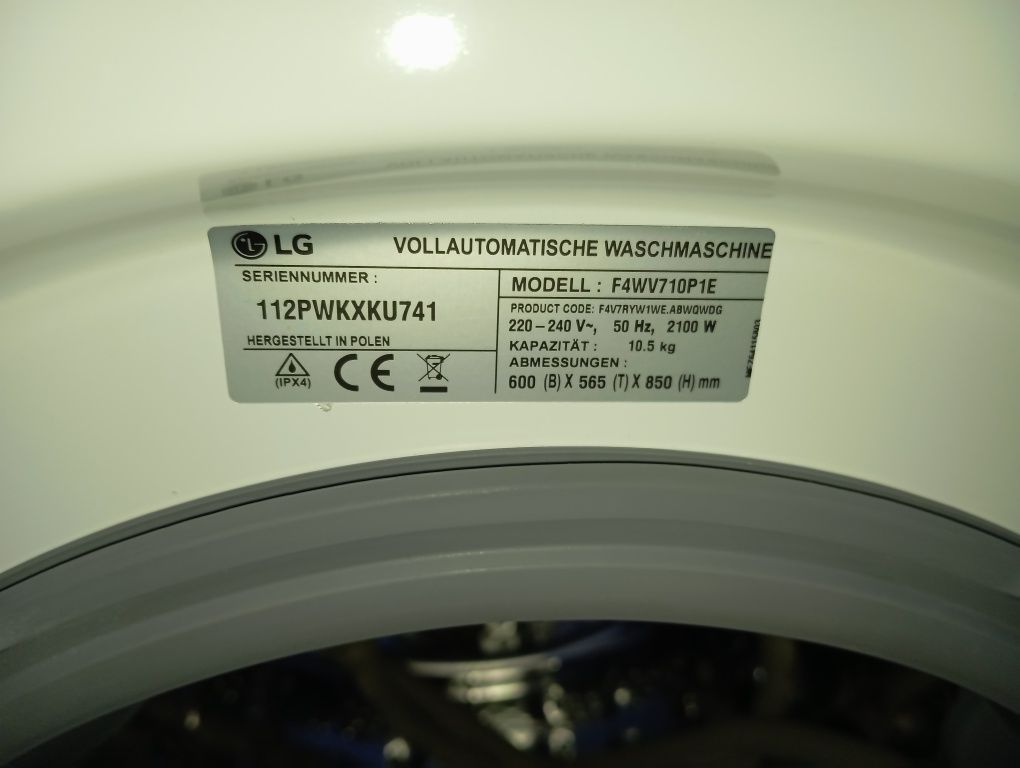 LG
VOLLAUTOMATISCHE WASCHMASCHINE
SERIENNUMMER :
112PWKXKU741
HERGESTELLT IN POLEN
(IPX4)
CE
MODELL : F4WV710P1E
PRODUCT CODE: F4V7RYW1WE.ABWQWDG
220–240 V~, 50 Hz, 2100 W
KAPAZITÄT : 10.5 kg
ABMESSUNGEN :
600 (B) X 565 (T) X 850 (H) mm